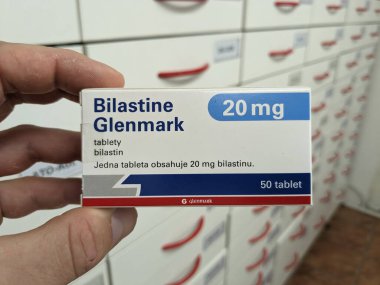 Bilastine
Glenmark
20 mg
tablety
bilastin
Jedna tableta obsahuje 20 mg bilastinu.
50 tablet
G glenmark